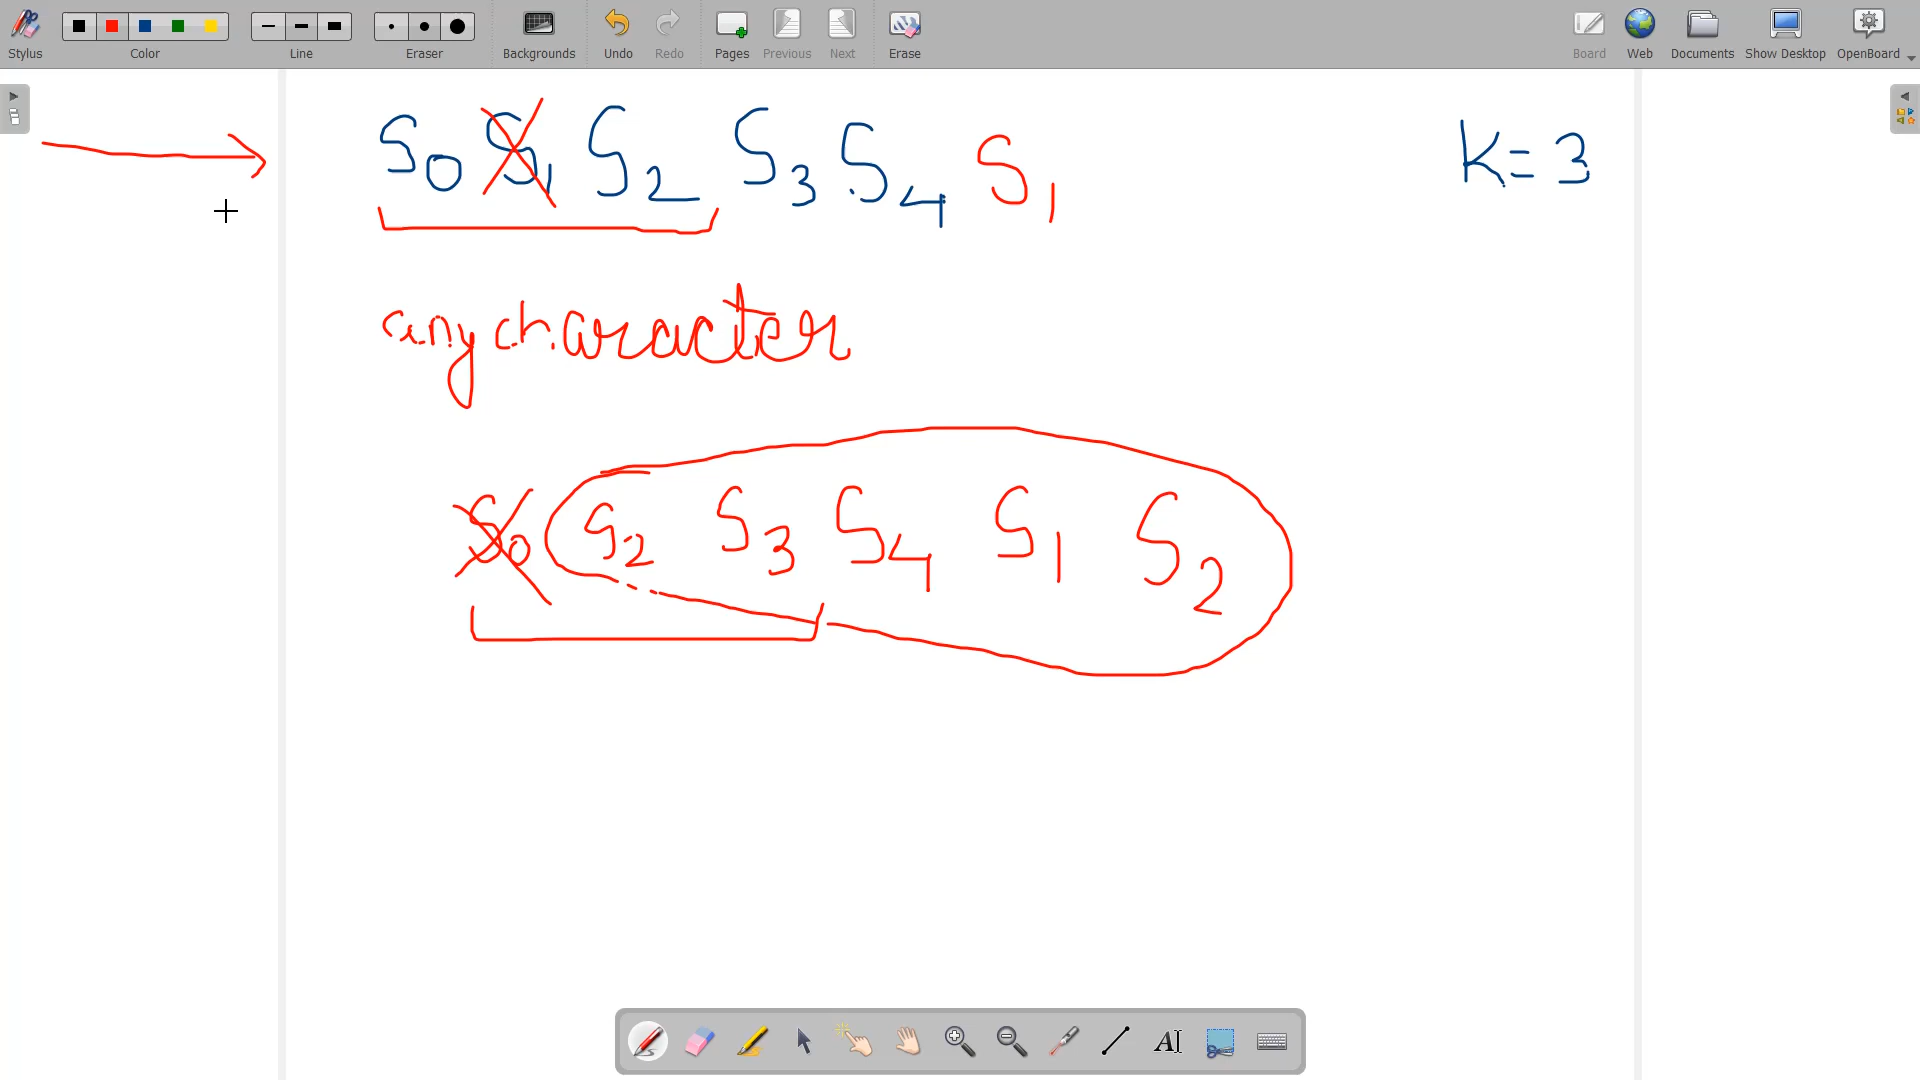 Stylus Color Line Eraser Backgrounds Undo Redo Pages Previous Next Erase Board Web Documents Show Desktop OpenBoard
S0 S1 S2 S3 S4 S1 K=3
any character
S0 S2 S3 S4 S1 S2